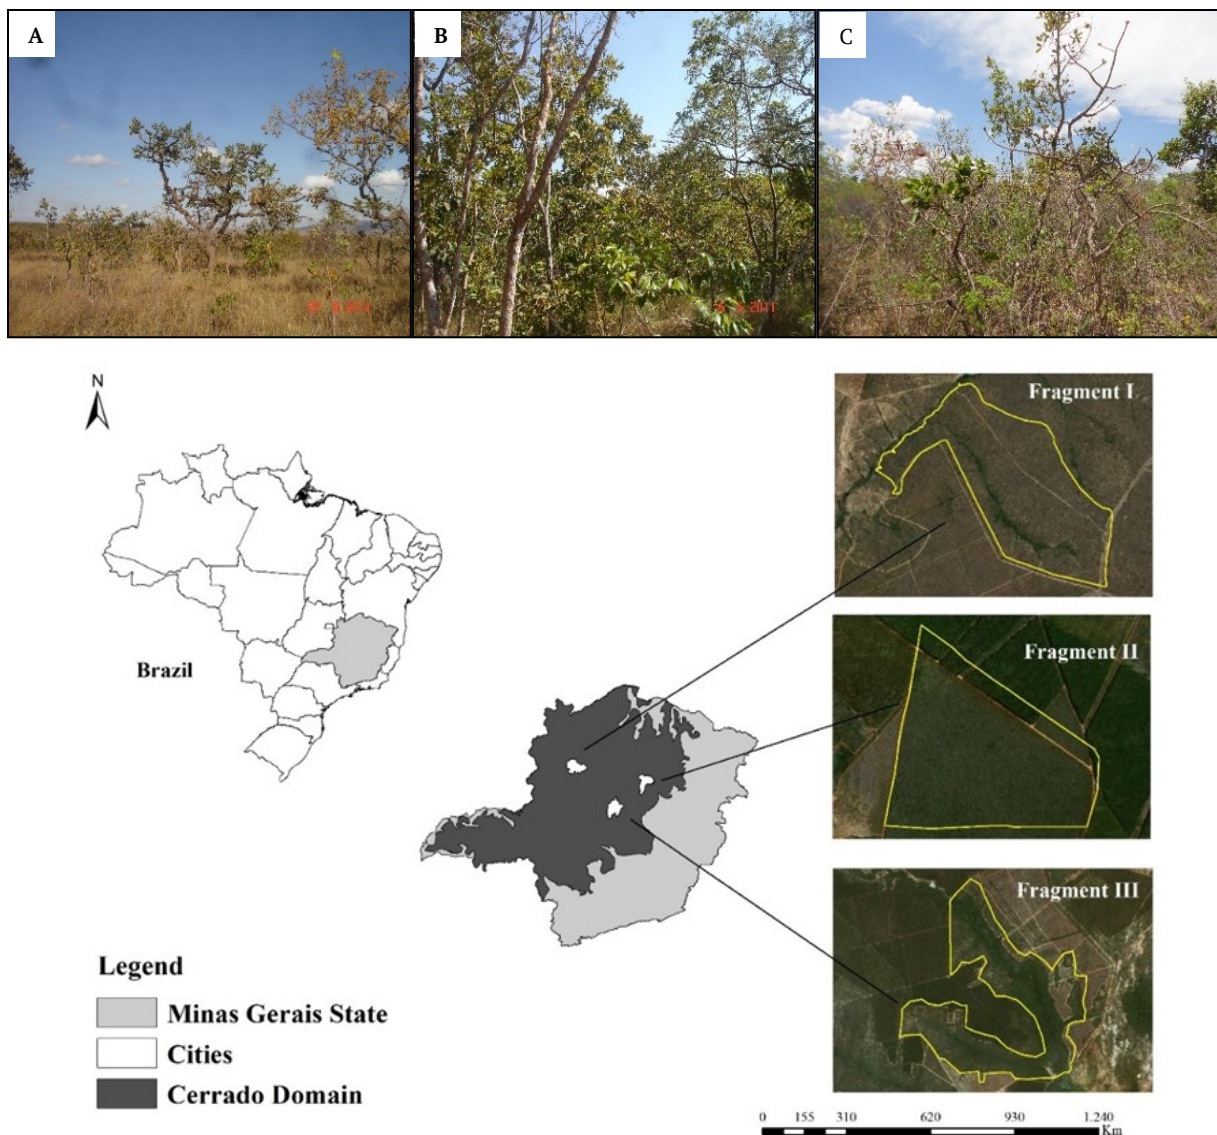 A
B
C
N
Fragment I
Brazil
Fragment II
Fragment III
Legend
Minas Gerais State
Cities
Cerrado Domain
0 155 310 620 930 1.240
Km